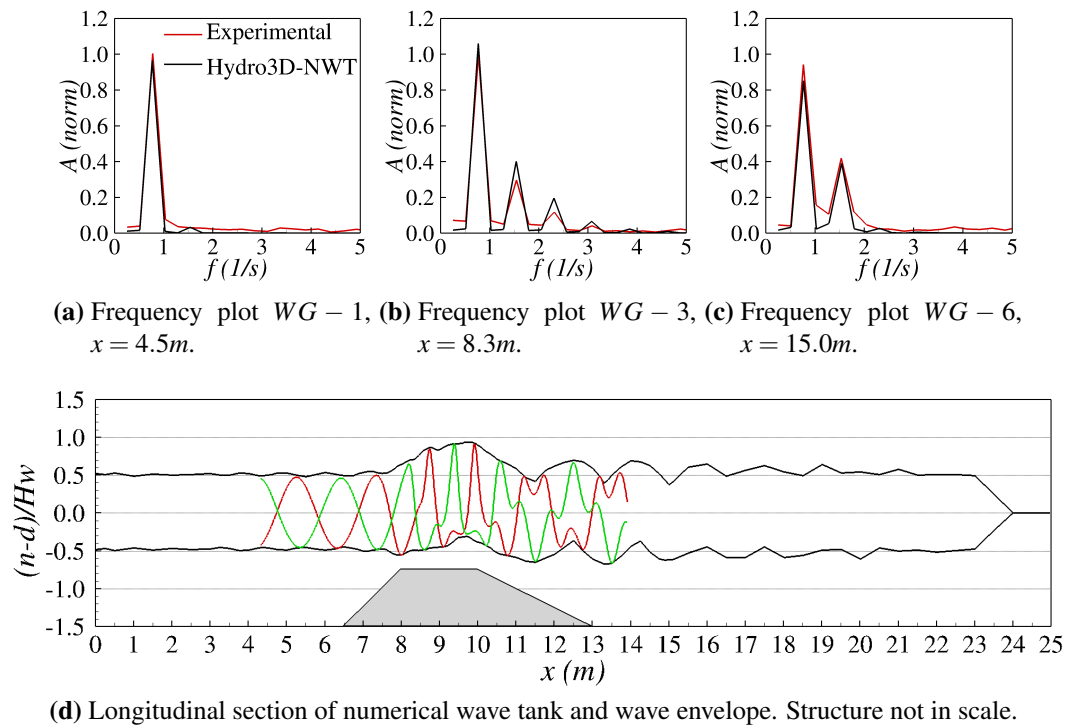 1.2
1.0
0.8
0.6
0.4
0.2
0.0
A (norm)
0 1 2 3 4 5
f (1/s)
Experimental
Hydro3D-NWT
1.2
1.0
0.8
0.6
0.4
0.2
0.0
A (norm)
0 1 2 3 4 5
f (1/s)
1.2
1.0
0.8
0.6
0.4
0.2
0.0
A (norm)
0 1 2 3 4 5
f (1/s)
(a) Frequency plot WG − 1,
x = 4.5m.
(b) Frequency plot WG − 3,
x = 8.3m.
(c) Frequency plot WG − 6,
x = 15.0m.
1.5
1.0
0.5
0.0
-0.5
-1.0
-1.5
(n-d)/Hw
0 1 2 3 4 5 6 7 8 9 10 11 12 13 14 15 16 17 18 19 20 21 22 23 24 25
x (m)
(d) Longitudinal section of numerical wave tank and wave envelope. Structure not in scale.